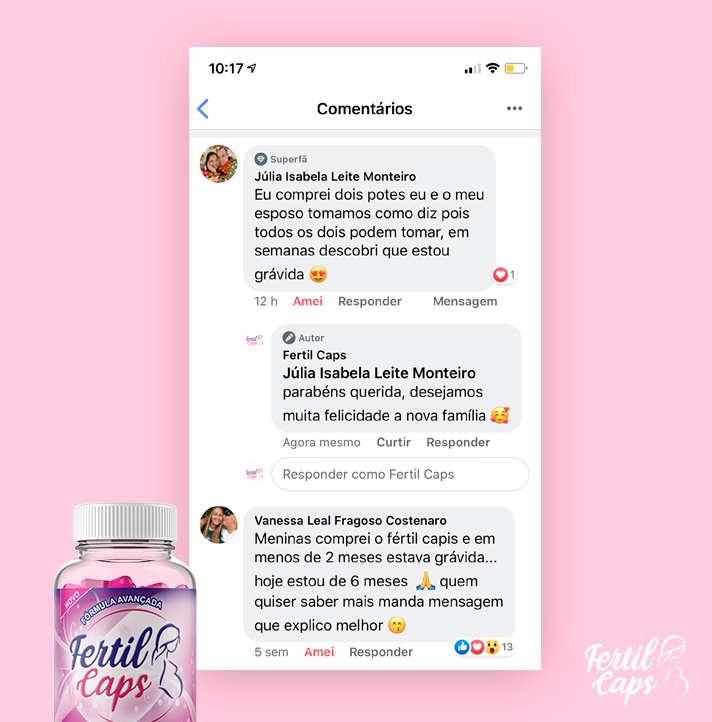 10:17
Comentários
Superfã
Júlia Isabela Leite Monteiro
Eu comprei dois potes eu e o meu
esposo tomamos como diz pois
todos os dois podem tomar, em
semanas descobri que estou
grávida 😍
1
12 h Amei Responder Mensagem
Fertil
Caps
Autor
Fertil Caps
Júlia Isabela Leite Monteiro
parabéns querida, desejamos
muita felicidade a nova família 🥰
Agora mesmo Curtir Responder
Fertil
Caps
Responder como Fertil Caps
Vanessa Leal Fragoso Costenaro
Meninas comprei o fértil capis e em
menos de 2 meses estava grávida...
hoje estou de 6 meses 🙏 quem
quiser saber mais manda mensagem
que explico melhor 😙
13
5 sem Amei Responder
NOVO
FÓRMULA AVANÇADA
Fertil
Caps
Fertil
Caps